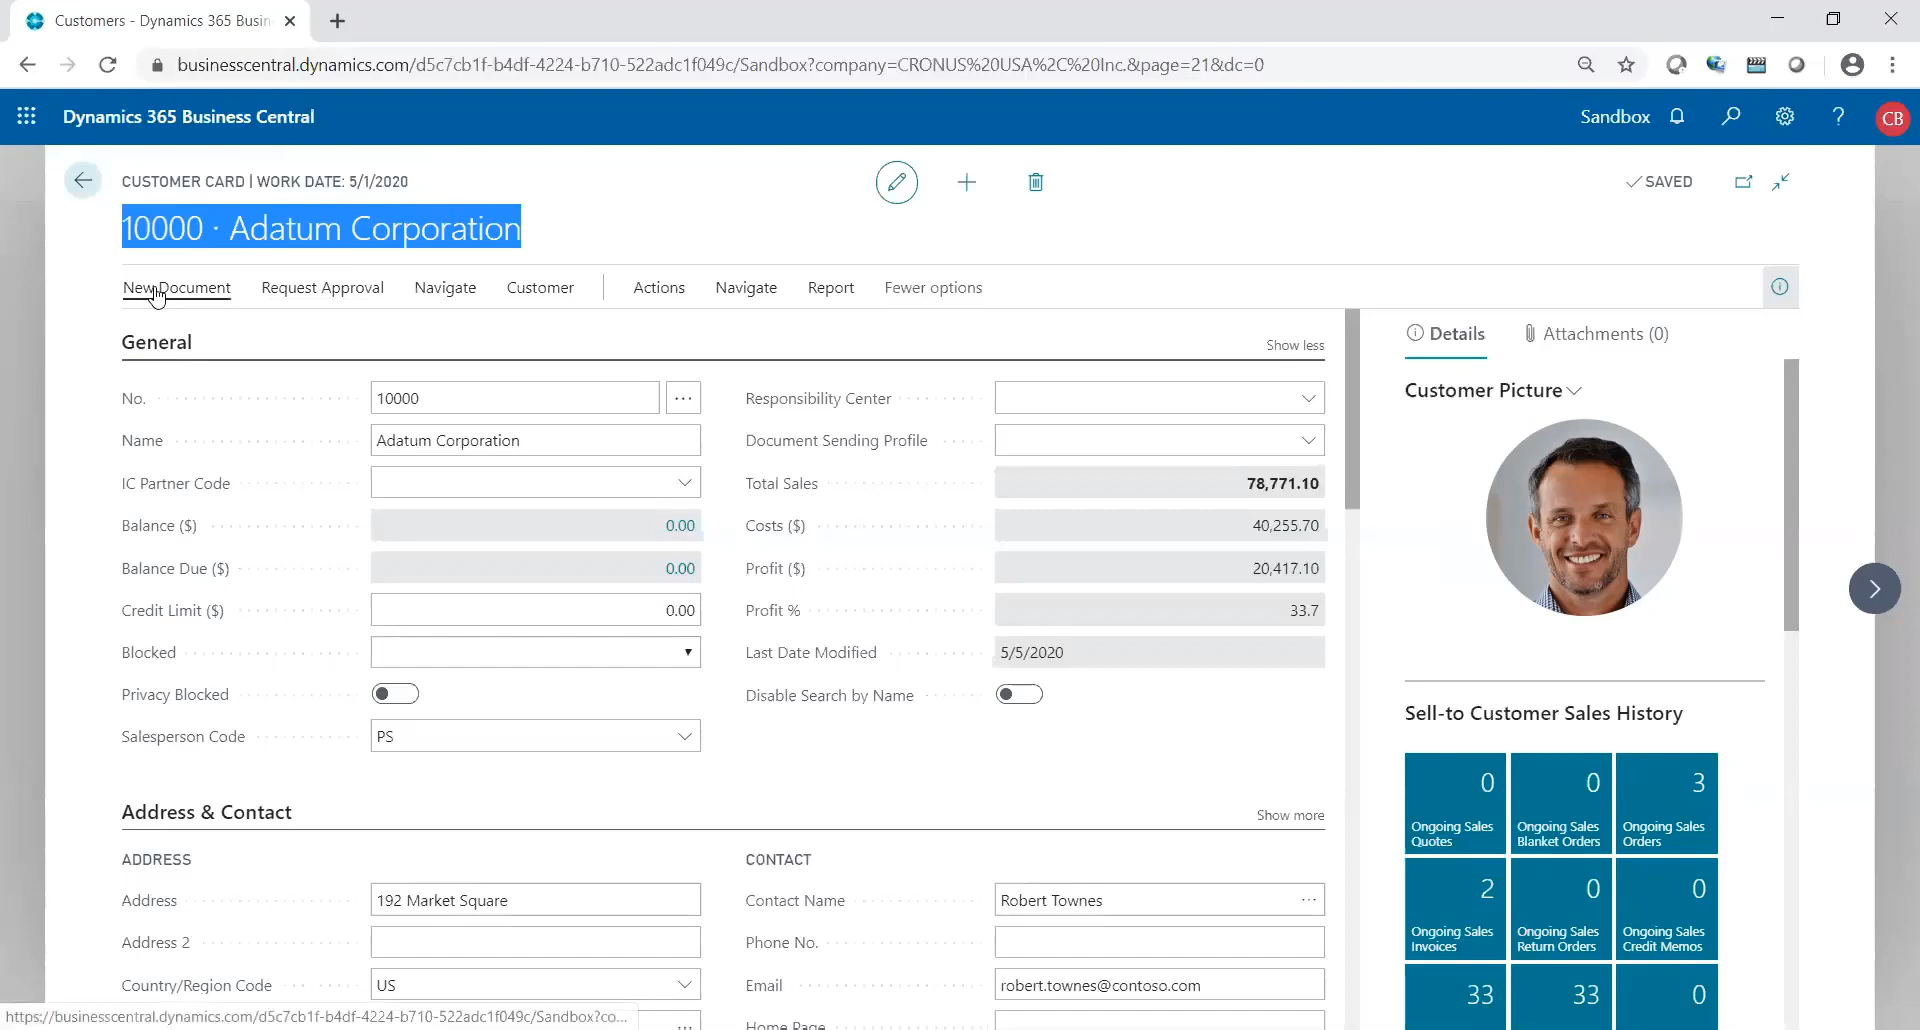 Customers - Dynamics 365 Busin
businesscentral.dynamics.com/d5c7cb1f-b4df-4224-b710-522adc1f049c/Sandbox?company=CRONUS%20USA%2C%20Inc.&page=21&dc=0
Dynamics 365 Business Central
Sandbox
?
CB
CUSTOMER CARD | WORK DATE: 5/1/2020
SAVED
10000 · Adatum Corporation
New Document Request Approval Navigate Customer Actions Navigate Report Fewer options
General
Show less
No. 10000
Name Adatum Corporation
IC Partner Code
Balance ($) 0.00
Balance Due ($) 0.00
Credit Limit ($) 0.00
Blocked
Privacy Blocked
Salesperson Code PS
Responsibility Center
Document Sending Profile
Total Sales 78,771.10
Costs ($) 40,255.70
Profit ($) 20,417.10
Profit % 33.7
Last Date Modified 5/5/2020
Disable Search by Name
Address & Contact
Show more
ADDRESS
Address 192 Market Square
Address 2
Country/Region Code US
CONTACT
Contact Name Robert Townes
Phone No.
Email robert.townes@contoso.com
Home Page
Details Attachments (0)
Customer Picture
Sell-to Customer Sales History
0
Ongoing Sales
Quotes
0
Ongoing Sales
Blanket Orders
3
Ongoing Sales
Orders
2
Ongoing Sales
Invoices
0
Ongoing Sales
Return Orders
0
Ongoing Sales
Credit Memos
33
33
0
https://businesscentral.dynamics.com/d5c7cb1f-b4df-4224-b710-522adc1f049c/Sandbox?co...